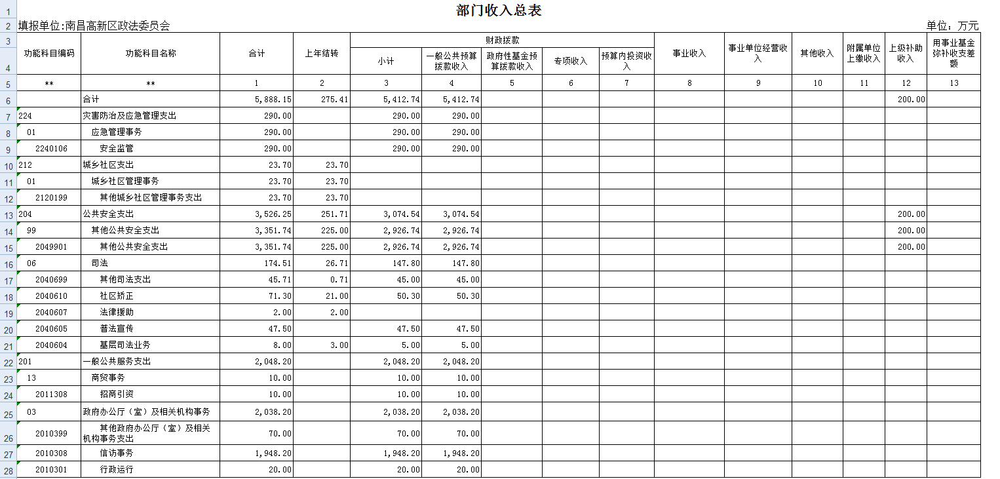 部门收入总表
填报单位:南昌高新区政法委员会 单位：万元
功能科目编码 功能科目名称 合计 上年结转 财政拨款 事业收入 事业单位经营收入 其他收入 附属单位上缴收入 上级补助收入 用事业基金弥补收支差额
小计 一般公共预算拨款收入 政府性基金预算拨款收入 专项收入 预算内投资收入
** ** 1 2 3 4 5 6 7 8 9 10 11 12 13
合计 5,888.15 275.41 5,412.74 5,412.74 200.00
224 灾害防治及应急管理支出 290.00 290.00 290.00
01 应急管理事务 290.00 290.00 290.00
2240106 安全监管 290.00 290.00 290.00
212 城乡社区支出 23.70 23.70
01 城乡社区管理事务 23.70 23.70
2120199 其他城乡社区管理事务支出 23.70 23.70
204 公共安全支出 3,526.25 251.71 3,074.54 3,074.54 200.00
99 其他公共安全支出 3,351.74 225.00 2,926.74 2,926.74 200.00
2049901 其他公共安全支出 3,351.74 225.00 2,926.74 2,926.74 200.00
06 司法 174.51 26.71 147.80 147.80
2040699 其他司法支出 45.71 0.71 45.00 45.00
2040610 社区矫正 71.30 21.00 50.30 50.30
2040607 法律援助 2.00 2.00
2040605 普法宣传 47.50 47.50 47.50
2040604 基层司法业务 8.00 3.00 5.00 5.00
201 一般公共服务支出 2,048.20 2,048.20 2,048.20
13 商贸事务 10.00 10.00 10.00
2011308 招商引资 10.00 10.00 10.00
03 政府办公厅（室）及相关机构事务 2,038.20 2,038.20 2,038.20
2010399 其他政府办公厅（室）及相关机构事务支出 70.00 70.00 70.00
2010308 信访事务 1,948.20 1,948.20 1,948.20
2010301 行政运行 20.00 20.00 20.00